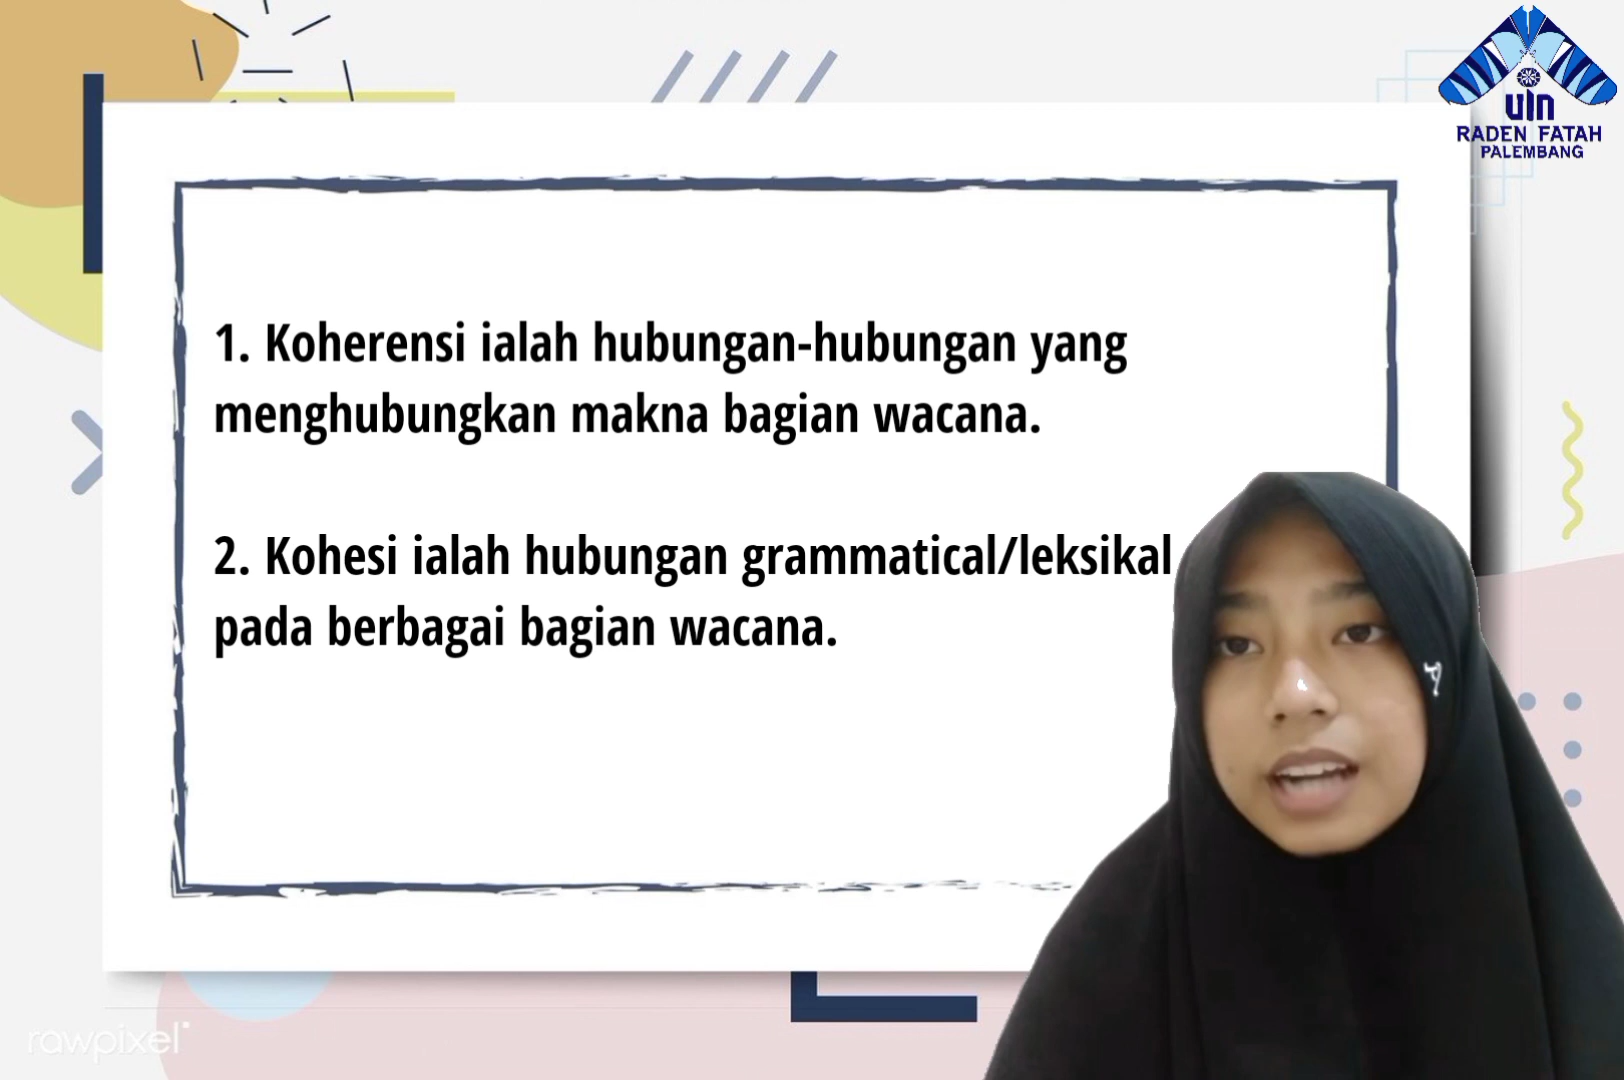 uin
RADEN FATAH
PALEMBANG
1. Koherensi ialah hubungan-hubungan yang
menghubungkan makna bagian wacana.
2. Kohesi ialah hubungan grammatical/leksikal
pada berbagai bagian wacana.
rawpixel